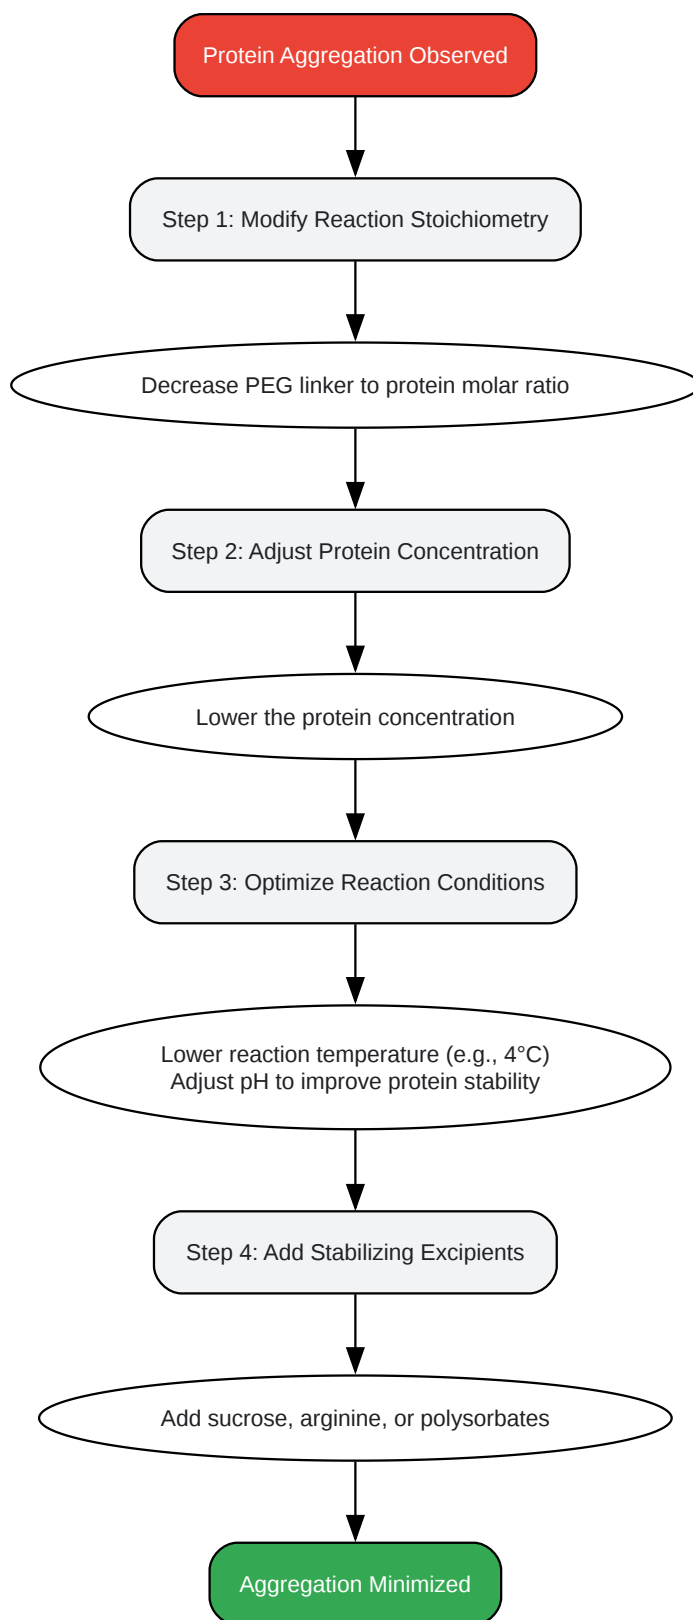 Protein Aggregation Observed
Step 1: Modify Reaction Stoichiometry
Decrease PEG linker to protein molar ratio
Step 2: Adjust Protein Concentration
Lower the protein concentration
Step 3: Optimize Reaction Conditions
Lower reaction temperature (e.g., 4°C)
Adjust pH to improve protein stability
Step 4: Add Stabilizing Excipients
Add sucrose, arginine, or polysorbates
Aggregation Minimized